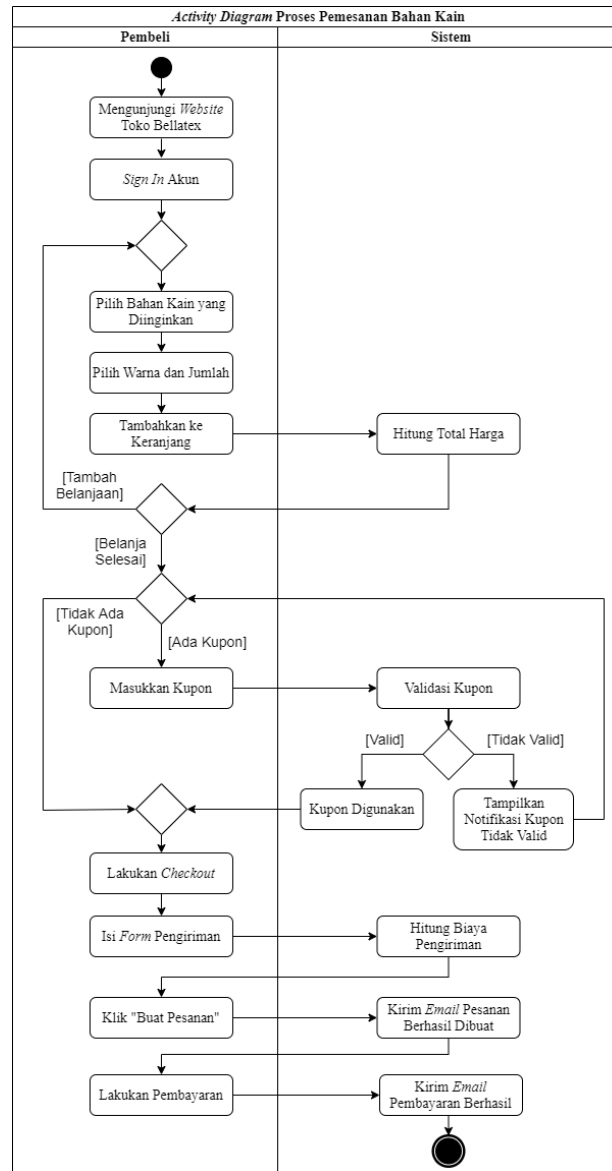 Activity Diagram Proses Pemesanan Bahan Kain
Pembeli
Sistem
Mengunjungi Website
Toko Bellatex
Sign In Akun
Pilih Bahan Kain yang
Diinginkan
Pilih Warna dan Jumlah
Tambahkan ke
Keranjang
Hitung Total Harga
[Tambah
Belanjaan]
[Belanja
Selesai]
[Tidak Ada
Kupon]
[Ada Kupon]
Masukkan Kupon
Validasi Kupon
[Valid]
[Tidak Valid]
Kupon Digunakan
Tampilkan
Notifikasi Kupon
Tidak Valid
Lakukan Checkout
Isi Form Pengiriman
Hitung Biaya
Pengiriman
Klik "Buat Pesanan"
Kirim Email Pesanan
Berhasil Dibuat
Lakukan Pembayaran
Kirim Email
Pembayaran Berhasil